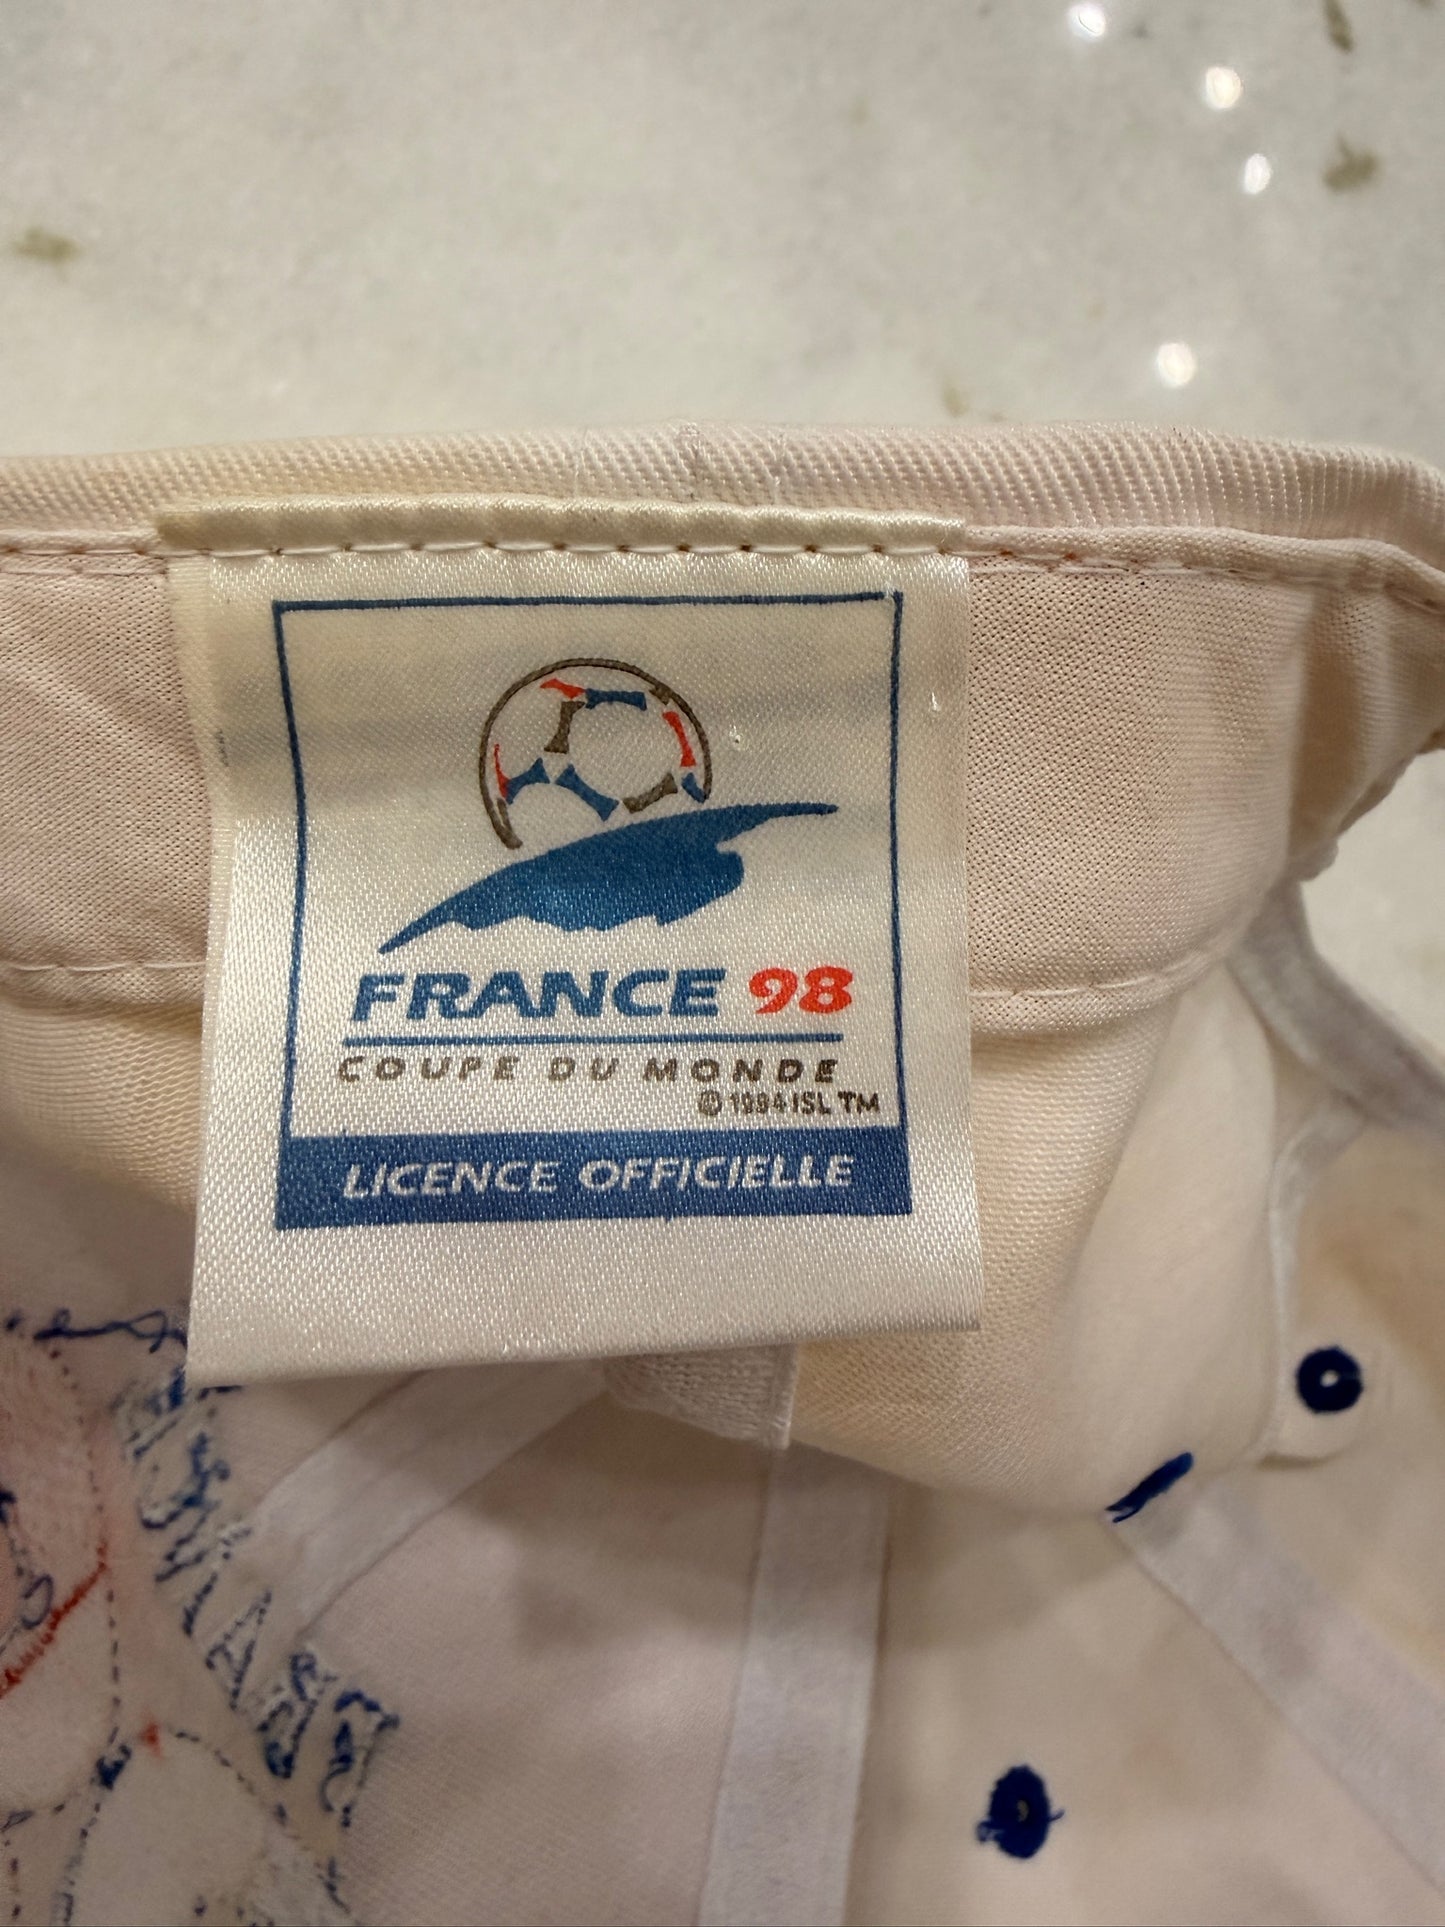 FRANCE 98
COUPE DU MONDE
© 1994 ISL TM
LICENCE OFFICIELLE